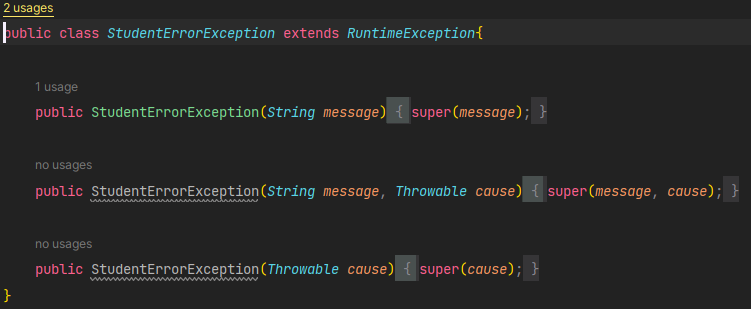 2 usages
public class StudentErrorException extends RuntimeException{
1 usage
public StudentErrorException(String message) { super(message); }
no usages
public StudentErrorException(String message, Throwable cause) { super(message, cause); }
no usages
public StudentErrorException(Throwable cause) { super(cause); }
}